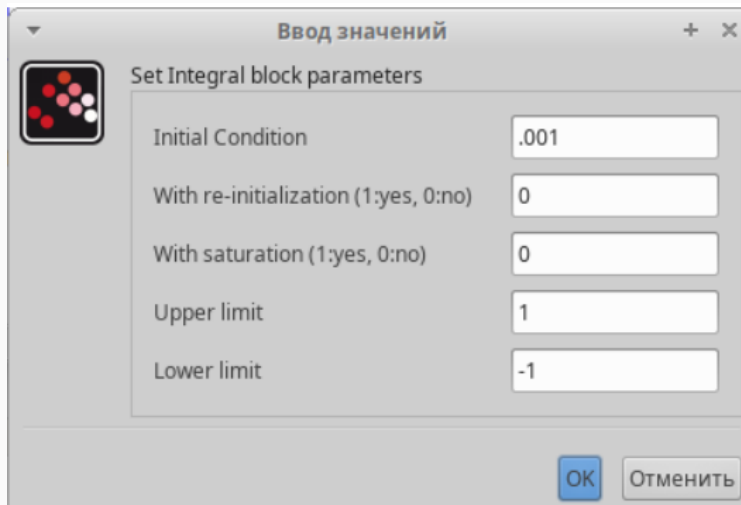 Ввод значений
Set Integral block parameters
Initial Condition .001
With re-initialization (1:yes, 0:no) 0
With saturation (1:yes, 0:no) 0
Upper limit 1
Lower limit -1
OK Отменить